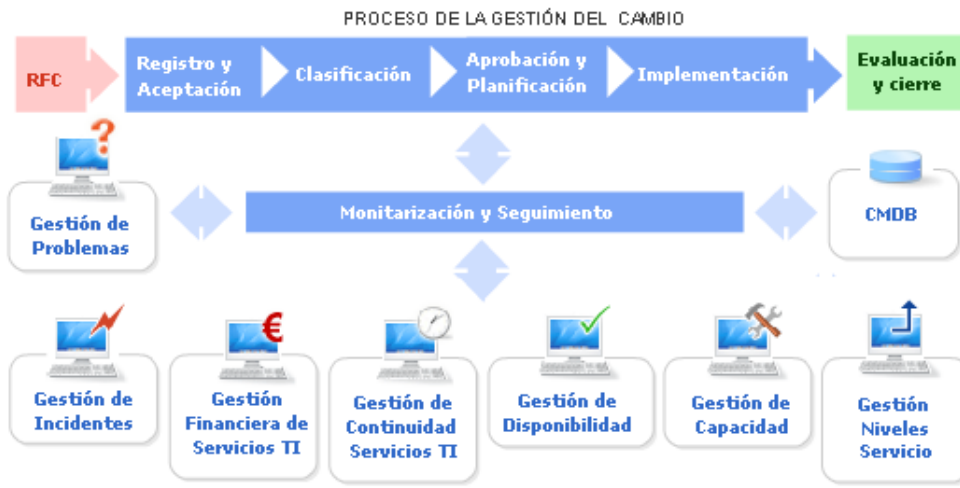 PROCESO DE LA GESTIÓN DEL CAMBIO
RFC
Registro y
Aceptación
Clasificación
Aprobación y
Planificación
Implementación
Evaluación
y cierre
?
Gestión de
Problemas
Monitarización y Seguimiento
CMDB
Gestión de
Incidentes
€
Gestión
Financiera de
Servicios TI
Gestión de
Continuidad
Servicios TI
Gestión de
Disponibilidad
Gestión de
Capacidad
Gestión
Niveles
Servicio